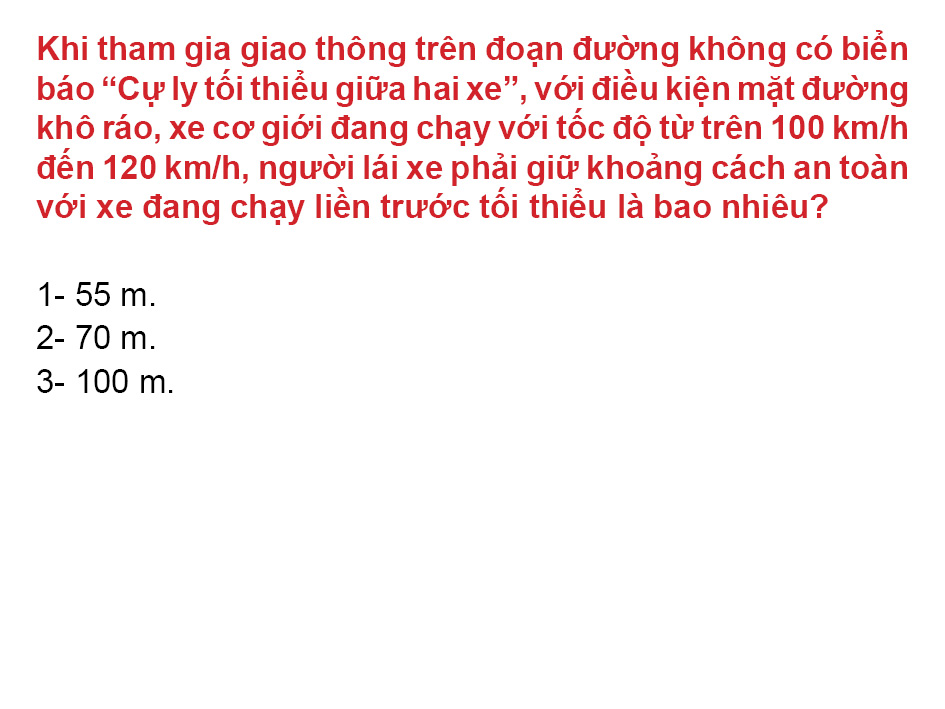 Khi tham gia giao thông trên đoạn đường không có biển
báo “Cự ly tối thiểu giữa hai xe”, với điều kiện mặt đường
khô ráo, xe cơ giới đang chạy với tốc độ từ trên 100 km/h
đến 120 km/h, người lái xe phải giữ khoảng cách an toàn
với xe đang chạy liền trước tối thiểu là bao nhiêu?
1- 55 m.
2- 70 m.
3- 100 m.